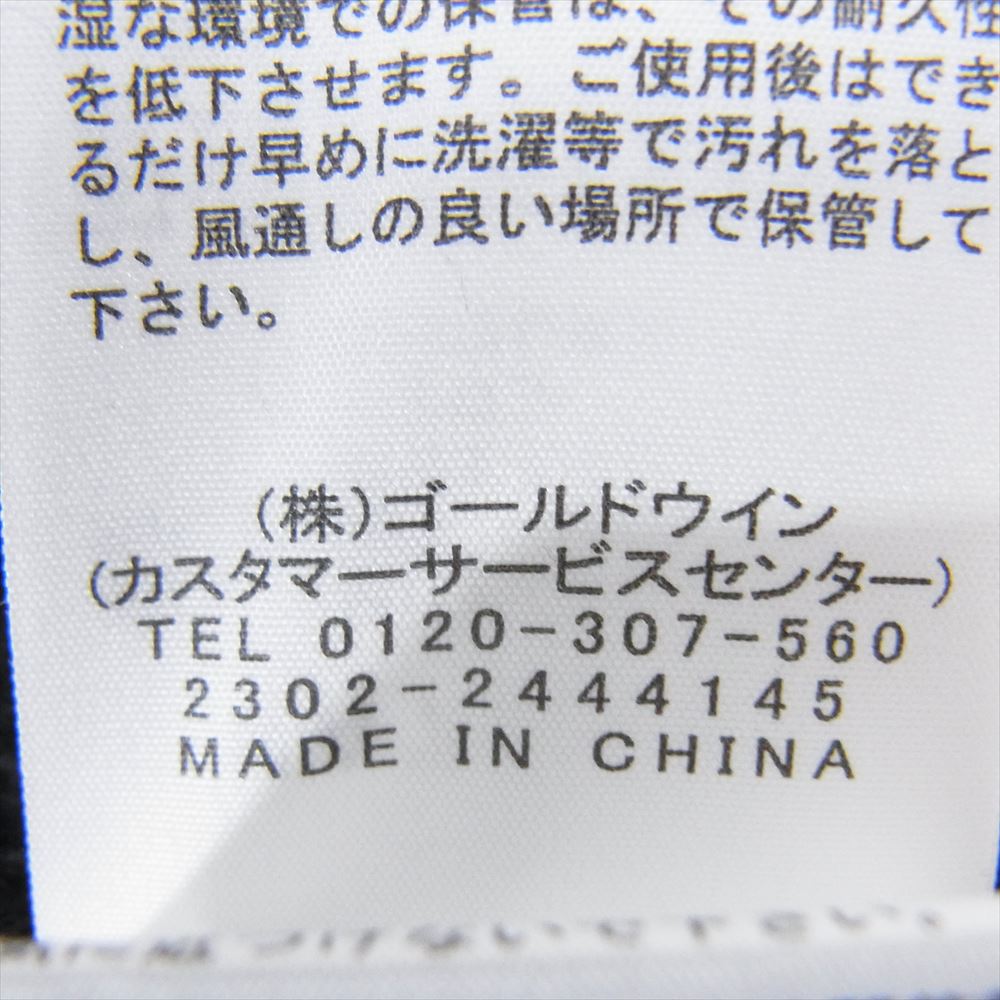 湿な環境での保管は、その耐久性
を低下させます。ご使用後はでき
るだけ早めに洗濯等で汚れを落と
し、風通しの良い場所で保管して
下さい。
(株)ゴールドウイン
(カスタマーサービスセンター)
TEL 0120-307-560
2302-2444145
MADE IN CHINA